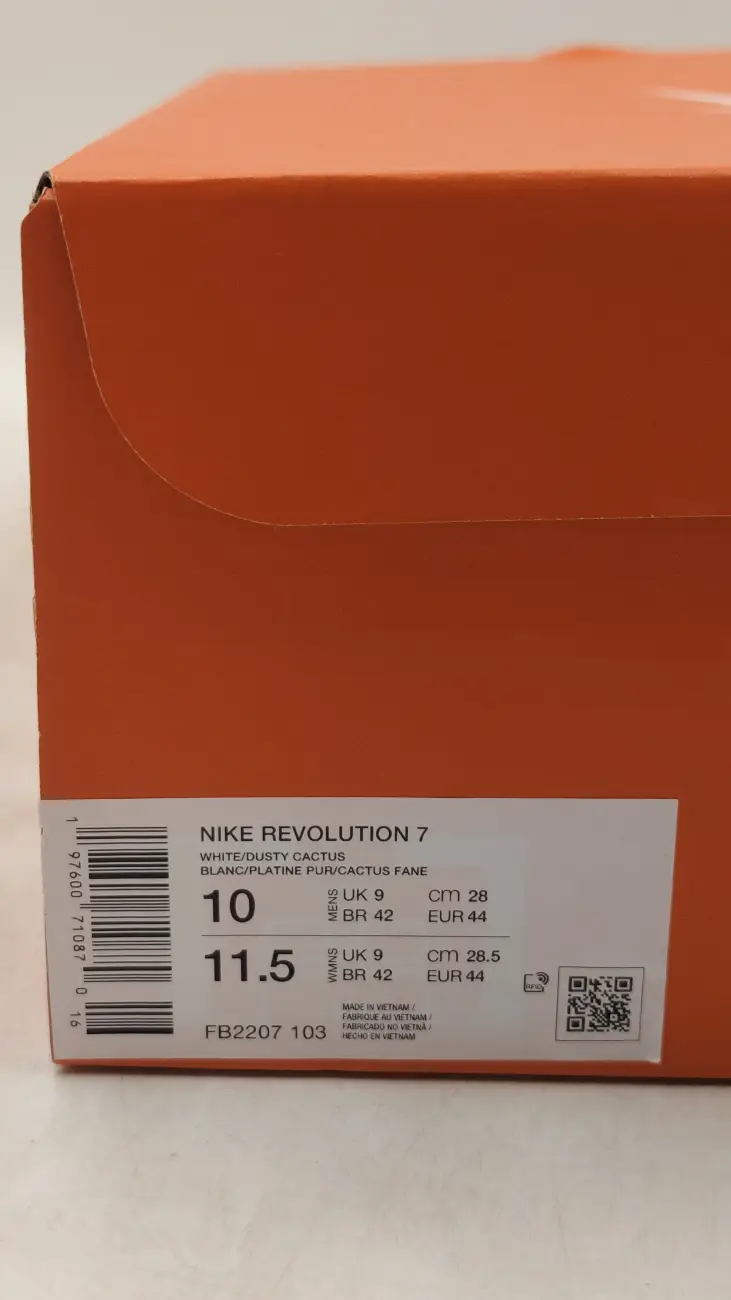 NIKE REVOLUTION 7
WHITE/DUSTY CACTUS
BLANC/PLATINE PUR/CACTUS FANE
10 MENS UK 9 cm 28
BR 42 EUR 44
11.5 WMNS UK 9 cm 28.5
BR 42 EUR 44
FB2207 103
MADE IN VIETNAM /
FABRIQUE AU VIETNAM /
FABRICADO NO VIETNÃ /
HECHO EN VIETNAM
RFID
1 97600 71087 0 16